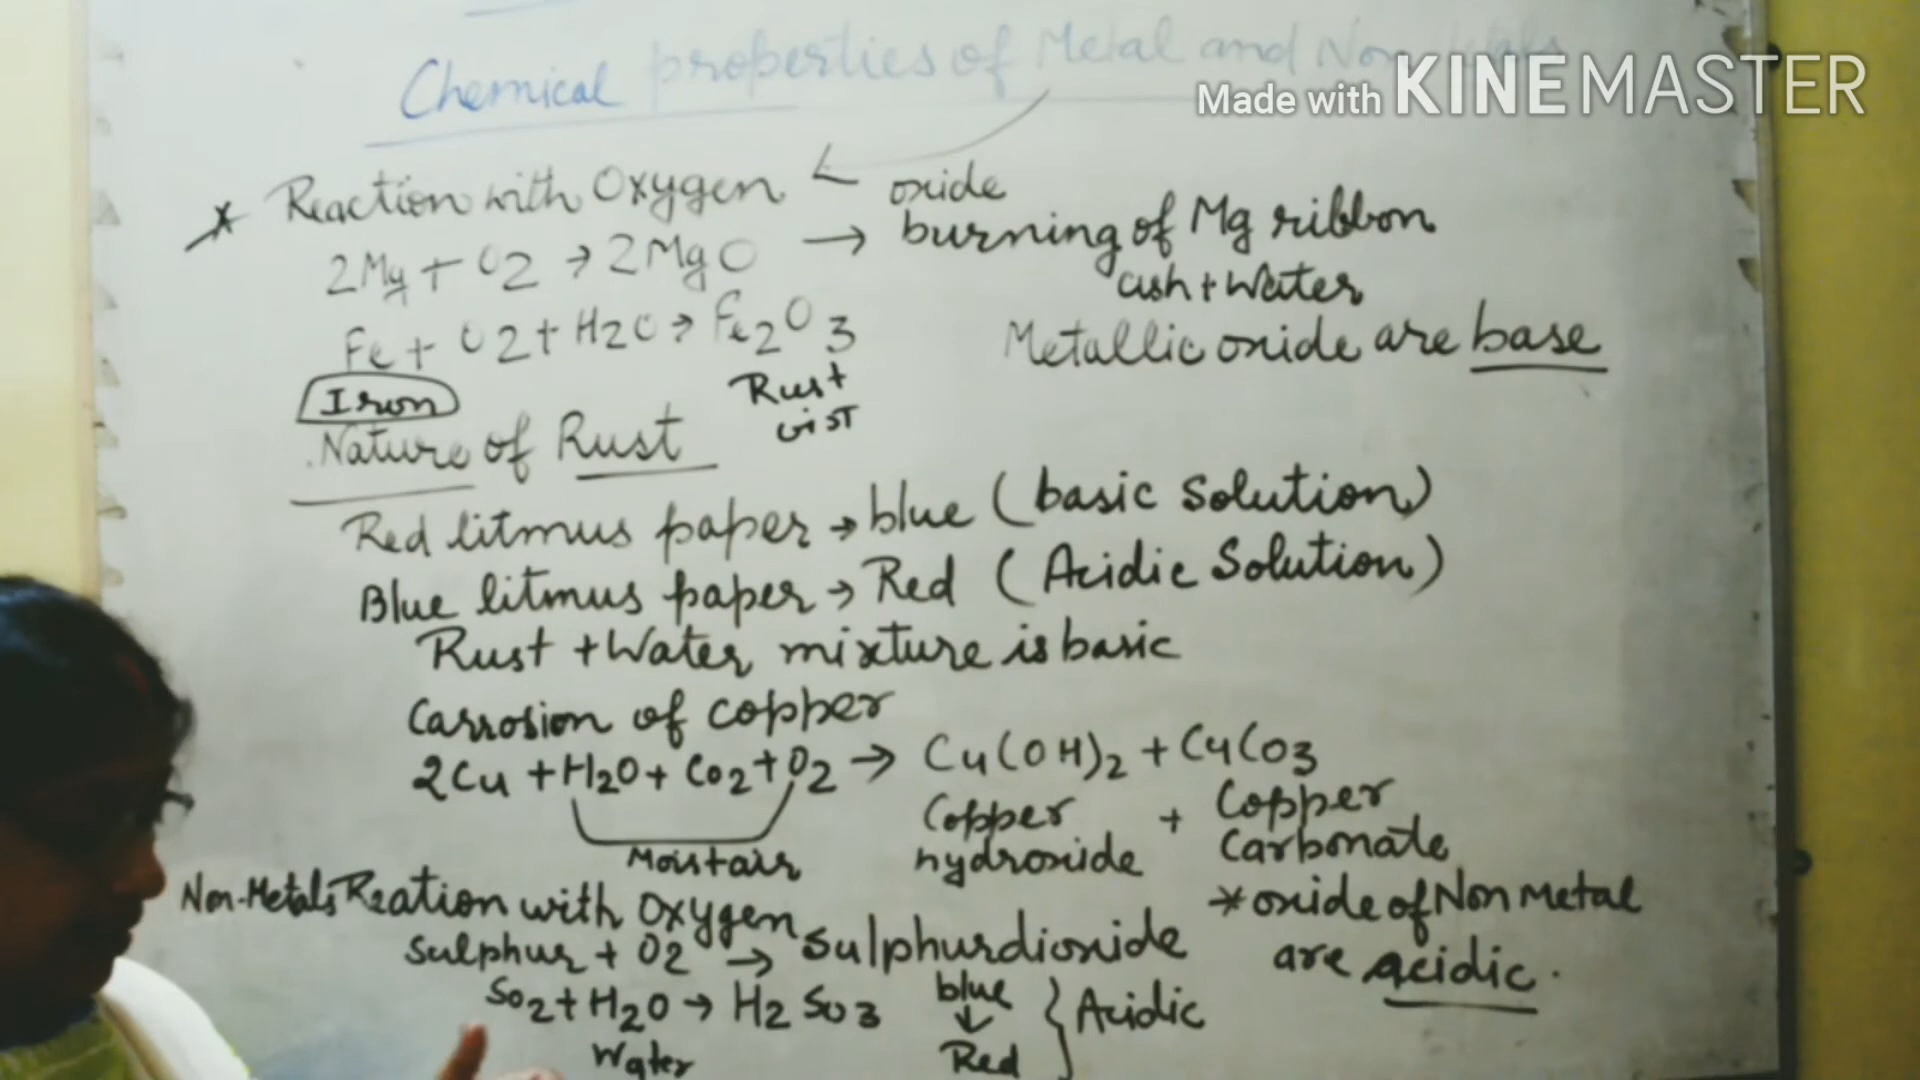 Chemical properties of Metal and Non
Made with KINEMASTER
* Reaction with Oxygen oxide
2Mg + O2 → 2MgO → burning of Mg ribbon
ash + Water
Fe + O2 + H2O → Fe2O3
Metallic oxide are base
Iron
Rust
Nature of Rust
Red litmus paper → blue (basic Solution)
Blue litmus paper → Red (Acidic Solution)
Rust + Water mixture is basic
Carrosion of copper
2Cu + H2O + Co2 + O2 → Cu(OH)2 + CuCo3
Moistair
Copper hydroxide + Copper Carbonate
Non-Metals Reation with Oxygen
* oxide of Non Metal are acidic.
Sulphur + O2 → Sulphurdioxide
So2 + H2O → H2So3
Water
blue ↓ Red } Acidic